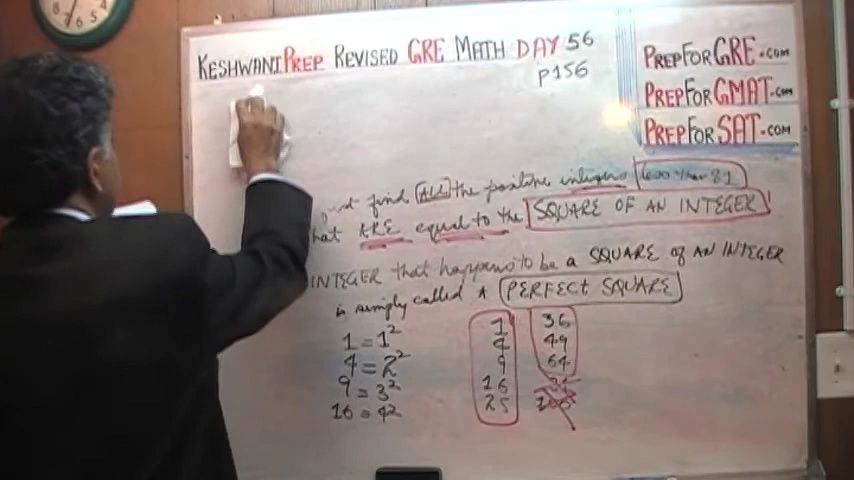 KESHWANIPREP REVISED GRE MATH DAY 56
p156
PREPFORGRE.COM
PREPFORGMAT.COM
PREPFORSAT.COM
find ALL the positive integers less than 81
hat ARE equal to the SQUARE OF AN INTEGER
INTEGER that happens to be a SQUARE of AN INTEGER
is simply called A PERFECT SQUARE
1 = 1²
4 = 2²
9 = 3²
16 = 4²
1
4
9
16
25
36
49
64